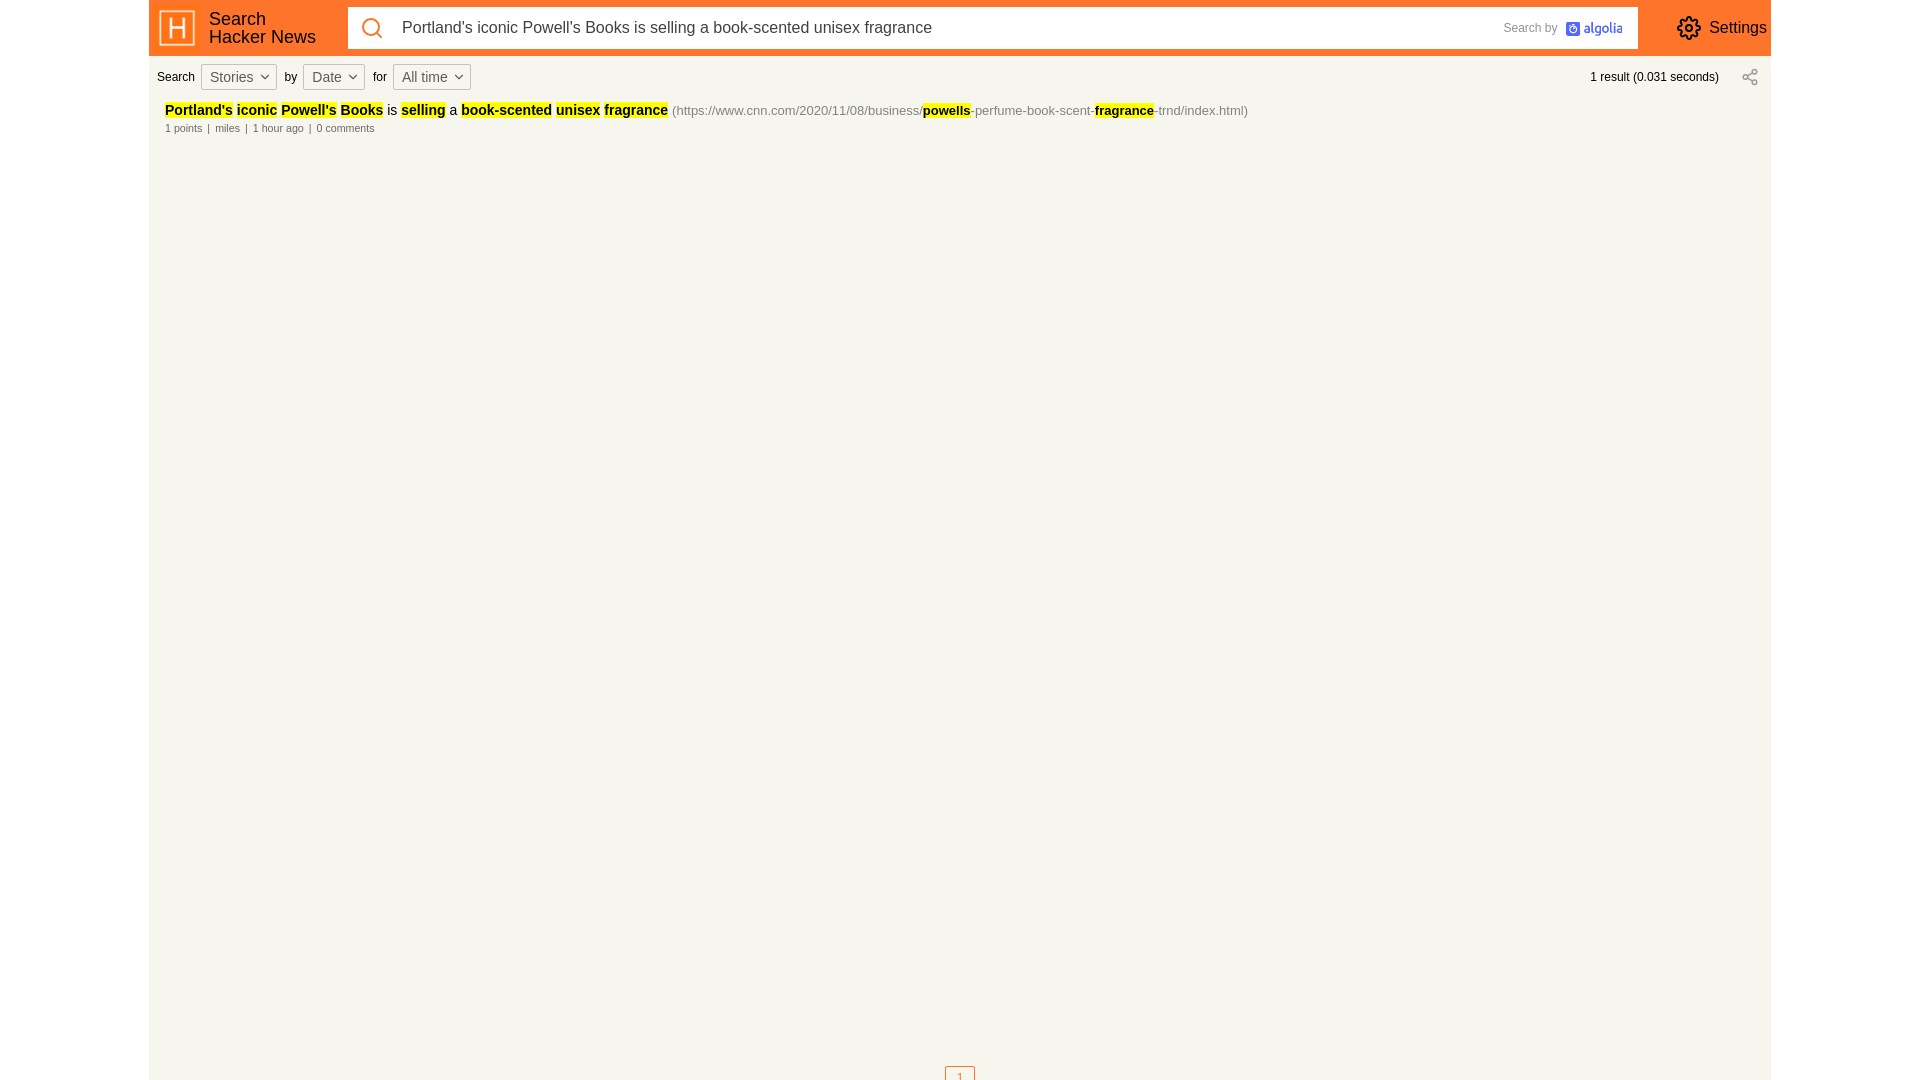 Search
Hacker News
Portland's iconic Powell's Books is selling a book-scented unisex fragrance
Search by algolia
Settings
Search Stories by Date for All time
1 result (0.031 seconds)
Portland's iconic Powell's Books is selling a book-scented unisex fragrance (https://www.cnn.com/2020/11/08/business/powells-perfume-book-scent-fragrance-trnd/index.html)
1 points | miles | 1 hour ago | 0 comments
1